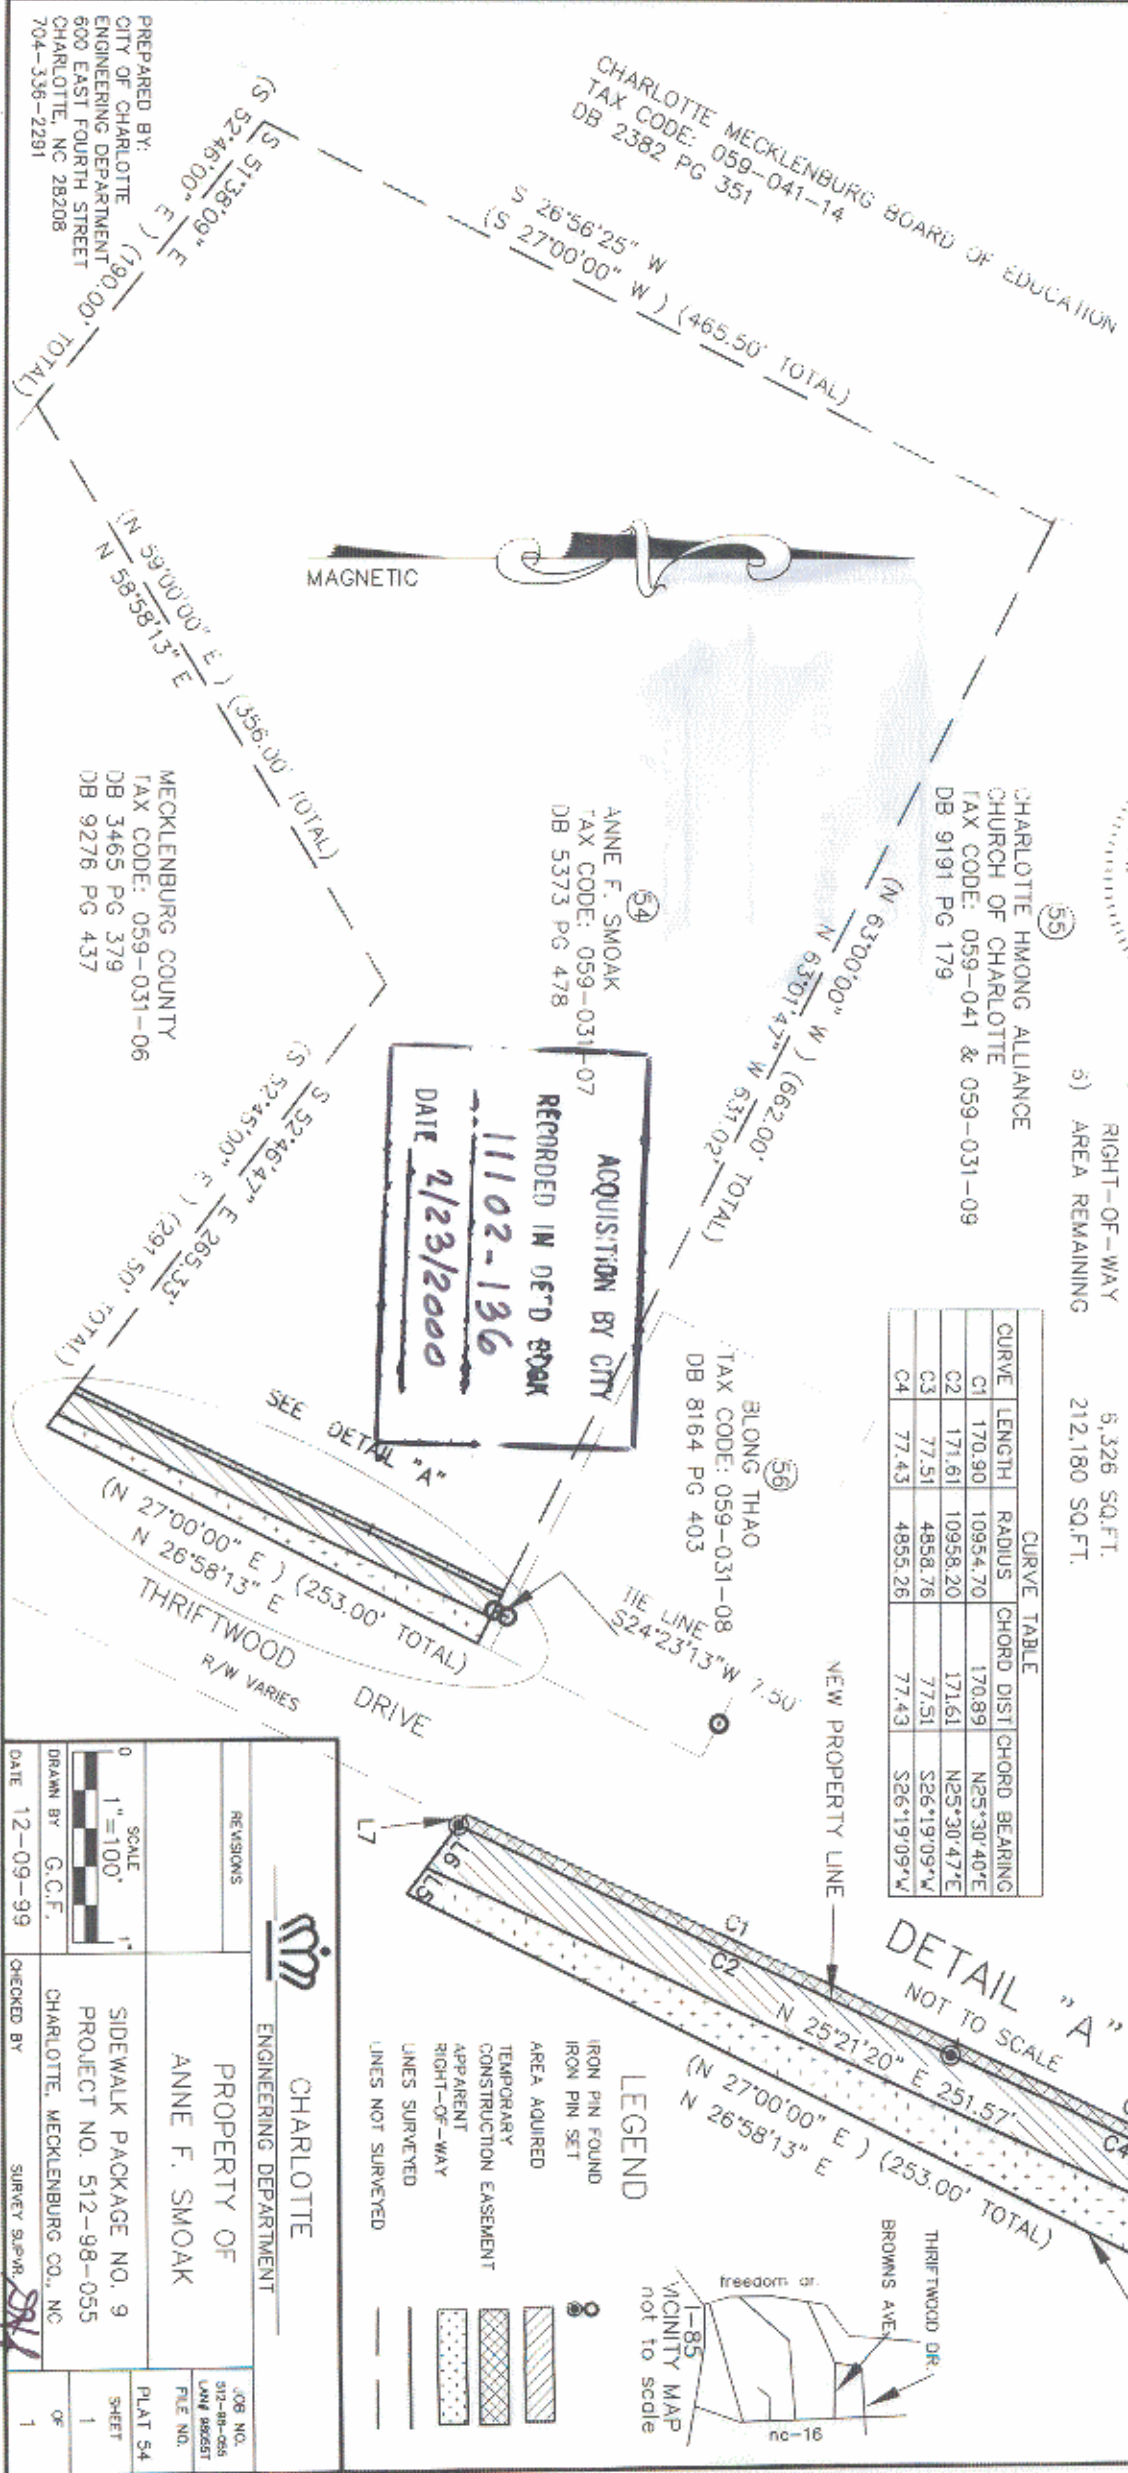 CHARLOTTE MECKLENBURG BOARD OF EDUCATION
TAX CODE: 059-041-14
DB 2382 PG 351
S 26°56'25" W
(S 27°00'00" W ) (465.50' TOTAL)
S 51°38'09" E
(S 52°46'00" E ) (190.00' TOTAL)
PREPARED BY:
CITY OF CHARLOTTE
ENGINEERING DEPARTMENT
600 EAST FOURTH STREET
CHARLOTTE, NC 28208
704-336-2291
MAGNETIC
(N 59°00'00" E ) (356.00' TOTAL)
N 58°58'13" E
MECKLENBURG COUNTY
TAX CODE: 059-031-06
DB 3465 PG 379
DB 9276 PG 437
54
ANNE F. SMOAK
TAX CODE: 059-031-07
DB 5373 PG 478
55
CHARLOTTE HMONG ALLIANCE
CHURCH OF CHARLOTTE
TAX CODE: 059-041 & 059-031-09
DB 9191 PG 179
(N 63°00'00" W ) (662.00' TOTAL)
N 63°01'47" W 631.02'
RIGHT-OF-WAY 6,326 SQ.FT.
5) AREA REMAINING 212,180 SQ.FT.
S 52°46'47" E 265.33'
(S 52°45'00" E ) (291.50' TOTAL)
ACQUISITION BY CITY
RECORDED IN DEED BOOK
11102-136
DATE 2/23/2000
56
BLONG THAO
TAX CODE: 059-031-08
DB 8164 PG 403
CURVE TABLE
CURVE LENGTH RADIUS CHORD DIST CHORD BEARING
C1 170.90 10954.70 170.89 N25°30'40"E
C2 171.61 10958.20 171.61 N25°30'47"E
C3 77.51 4858.76 77.51 S26°19'09"W
C4 77.43 4855.26 77.43 S26°19'09"W
SEE DETAIL "A"
(N 27°00'00" E ) (253.00' TOTAL)
N 26°58'13" E
THRIFTWOOD DRIVE
R/W VARIES
TIE LINE
S24°23'13"W 7.50'
NEW PROPERTY LINE
DETAIL "A"
NOT TO SCALE
L7
L6
L5
C1
C2
C4
N 25°21'20" E 251.57'
(N 27°00'00" E ) (253.00' TOTAL)
N 26°58'13" E
LEGEND
IRON PIN FOUND
IRON PIN SET
AREA AQUIRED
TEMPORARY
CONSTRUCTION EASEMENT
APPARENT
RIGHT-OF-WAY
LINES SURVEYED
LINES NOT SURVEYED
THRIFTWOOD DR
BROWNS AVE
freedom dr.
I-85
nc-16
VICINITY MAP
not to scale
CHARLOTTE
ENGINEERING DEPARTMENT
REVISIONS
PROPERTY OF
ANNE F. SMOAK
SCALE
1"=100'
0 1"
SIDEWALK PACKAGE NO. 9
PROJECT NO. 512-98-055
DRAWN BY G.C.F.
CHARLOTTE, MECKLENBURG CO., NC
DATE 12-09-99
CHECKED BY
SURVEY SUPVR.
JOB NO.
512-98-055
LAN# 98055T
FILE NO.
PLAT 54
SHEET
1
OF
1